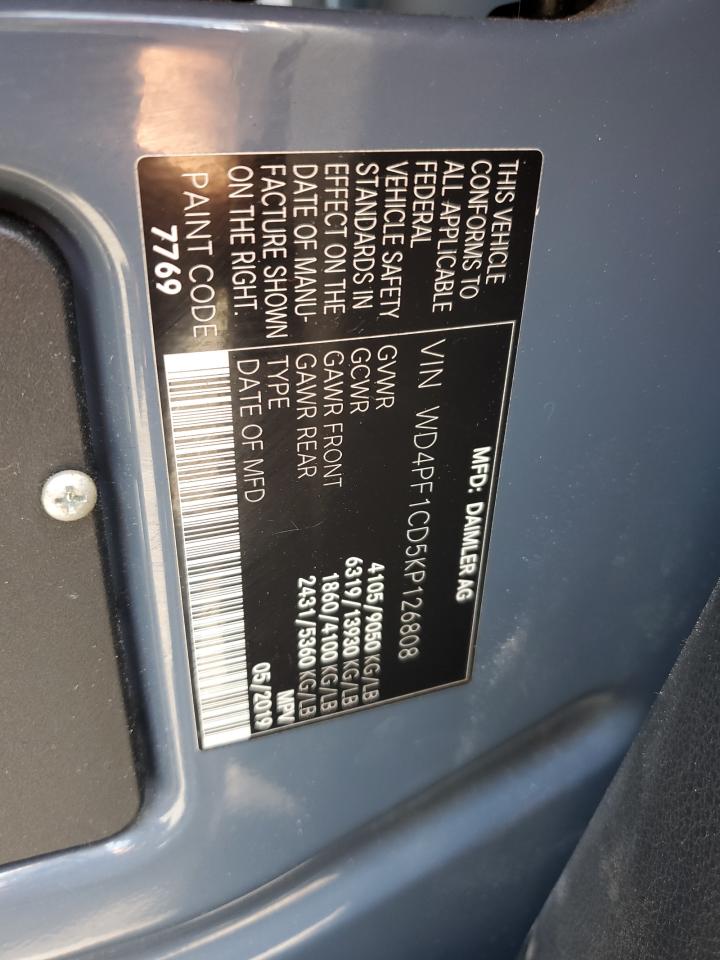 THIS VEHICLE
CONFORMS TO
ALL APPLICABLE
FEDERAL
VEHICLE SAFETY
STANDARDS IN
EFFECT ON THE
DATE OF MANU-
FACTURE SHOWN
ON THE RIGHT.
PAINT CODE
7769
MFD: DAIMLER AG
VIN WD4PF1CD5KP126808
GVWR 4105/9050 KG/LB
GCWR 6319/13930 KG/LB
GAWR FRONT 1860/4100 KG/LB
GAWR REAR 2431/5360 KG/LB
TYPE MPV
DATE OF MFD 05/2019